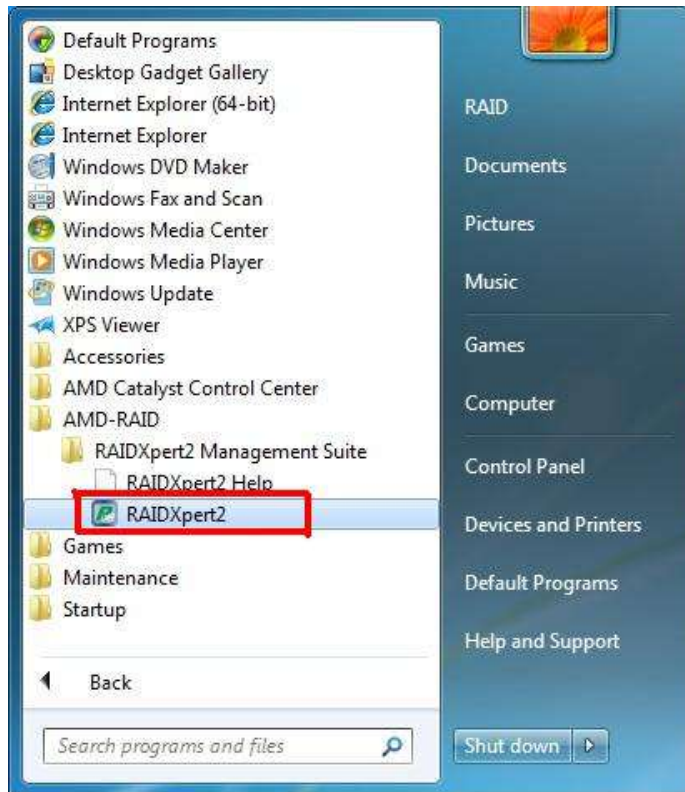 Default Programs
Desktop Gadget Gallery
Internet Explorer (64-bit)
Internet Explorer
Windows DVD Maker
Windows Fax and Scan
Windows Media Center
Windows Media Player
Windows Update
XPS Viewer
Accessories
AMD Catalyst Control Center
AMD-RAID
RAIDXpert2 Management Suite
RAIDXpert2 Help
RAIDXpert2
Games
Maintenance
Startup
Back
Search programs and files
RAID
Documents
Pictures
Music
Games
Computer
Control Panel
Devices and Printers
Default Programs
Help and Support
Shut down